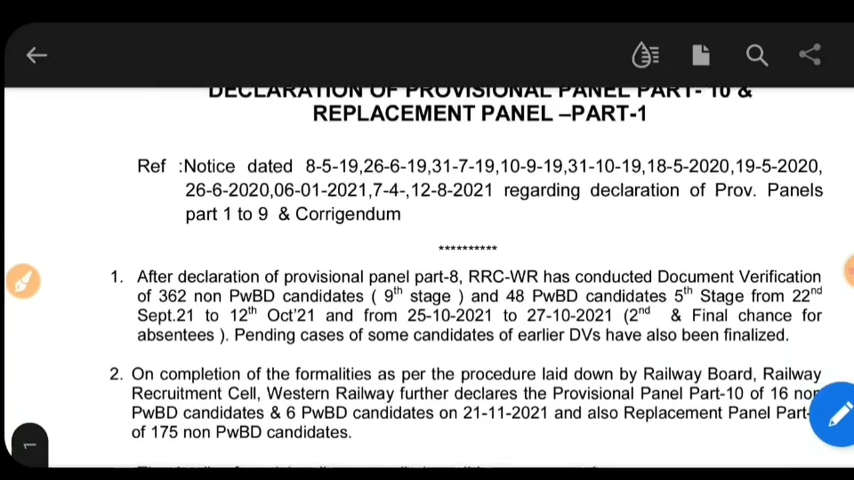 DECLARATION OF PROVISIONAL PANEL PART- 10 &
REPLACEMENT PANEL –PART-1
Ref :Notice dated 8-5-19,26-6-19,31-7-19,10-9-19,31-10-19,18-5-2020,19-5-2020,
26-6-2020,06-01-2021,7-4-,12-8-2021 regarding declaration of Prov. Panels
part 1 to 9 & Corrigendum
**********
1. After declaration of provisional panel part-8, RRC-WR has conducted Document Verification
of 362 non PwBD candidates ( 9th stage ) and 48 PwBD candidates 5th Stage from 22nd
Sept.21 to 12th Oct'21 and from 25-10-2021 to 27-10-2021 (2nd & Final chance for
absentees ). Pending cases of some candidates of earlier DVs have also been finalized.
2. On completion of the formalities as per the procedure laid down by Railway Board, Railway
Recruitment Cell, Western Railway further declares the Provisional Panel Part-10 of 16 non
PwBD candidates & 6 PwBD candidates on 21-11-2021 and also Replacement Panel Part-
of 175 non PwBD candidates.
1